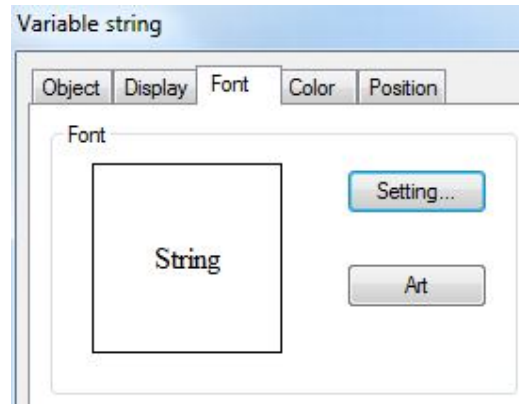 Variable string
Object Display Font Color Position
Font
Setting...
String
Art